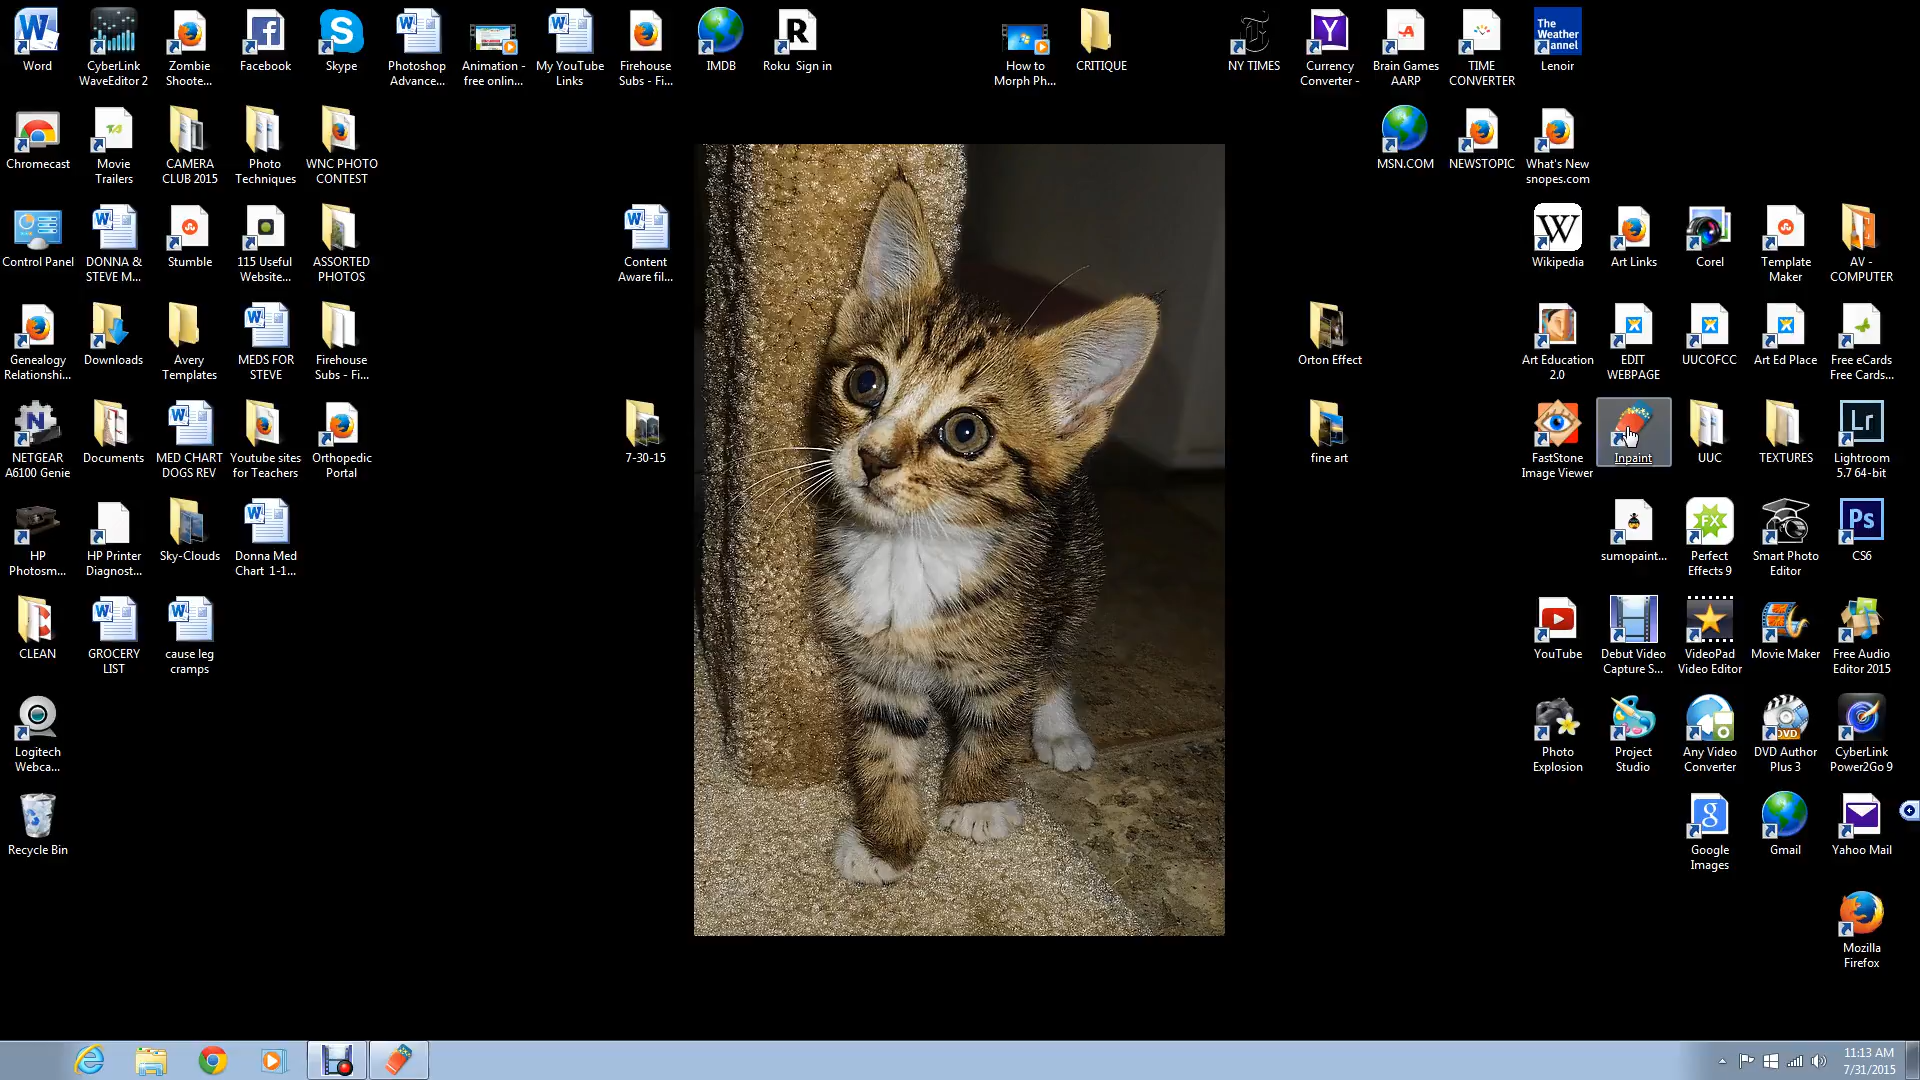 Word
CyberLink
WaveEditor 2
Zombie
Shoote...
Facebook
Skype
Photoshop
Advance...
Animation -
free onlin...
My YouTube
Links
Firehouse
Subs - Fi...
IMDB
Roku Sign in
How to
Morph Ph...
CRITIQUE
NY TIMES
Currency
Converter -
Brain Games
AARP
TIME
CONVERTER
The
Weather
Channel
Lenoir
Chromecast
Movie
Trailers
CAMERA
CLUB 2015
Photo
Techniques
WNC PHOTO
CONTEST
MSN.COM
NEWSTOPIC
What's New
snopes.com
Control Panel
DONNA &
STEVE M...
Stumble
115 Useful
Website...
ASSORTED
PHOTOS
Content
Aware fil...
Wikipedia
Art Links
Corel
Template
Maker
AV -
COMPUTER
Genealogy
Relationshi...
Downloads
Avery
Templates
MEDS FOR
STEVE
Firehouse
Subs - Fi...
Orton Effect
Art Education
2.0
EDIT
WEBPAGE
UUCOFCC
Art Ed Place
Free eCards
Free Cards...
NETGEAR
A6100 Genie
Documents
MED CHART
DOGS REV
Youtube sites
for Teachers
Orthopedic
Portal
7-30-15
fine art
FastStone
Image Viewer
Inpaint
UUC
TEXTURES
Lr
Lightroom
5.7 64-bit
HP
Photosm...
HP Printer
Diagnost...
Sky-Clouds
Donna Med
Chart 1-1...
sumopaint...
FX
Perfect
Effects 9
Smart Photo
Editor
Ps
CS6
CLEAN
GROCERY
LIST
cause leg
cramps
YouTube
Debut Video
Capture S...
VideoPad
Video Editor
Movie Maker
Free Audio
Editor 2015
Logitech
Webca...
Photo
Explosion
Project
Studio
Any Video
Converter
DVD
DVD Author
Plus 3
CyberLink
Power2Go 9
Recycle Bin
Google
Images
Gmail
Yahoo Mail
Mozilla
Firefox
11:13 AM
7/31/2015